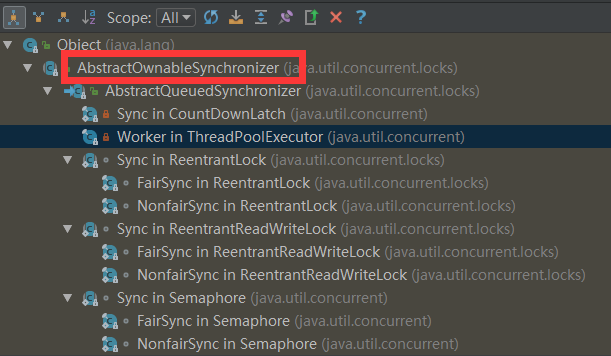 Scope: All
Object (java.lang)
AbstractOwnableSynchronizer (java.util.concurrent.locks)
AbstractQueuedSynchronizer (java.util.concurrent.locks)
Sync in CountDownLatch (java.util.concurrent)
Worker in ThreadPoolExecutor (java.util.concurrent)
Sync in ReentrantLock (java.util.concurrent.locks)
FairSync in ReentrantLock (java.util.concurrent.locks)
NonfairSync in ReentrantLock (java.util.concurrent.locks)
Sync in ReentrantReadWriteLock (java.util.concurrent.locks)
FairSync in ReentrantReadWriteLock (java.util.concurrent.locks)
NonfairSync in ReentrantReadWriteLock (java.util.concurrent.locks)
Sync in Semaphore (java.util.concurrent)
FairSync in Semaphore (java.util.concurrent)
NonfairSync in Semaphore (java.util.concurrent)